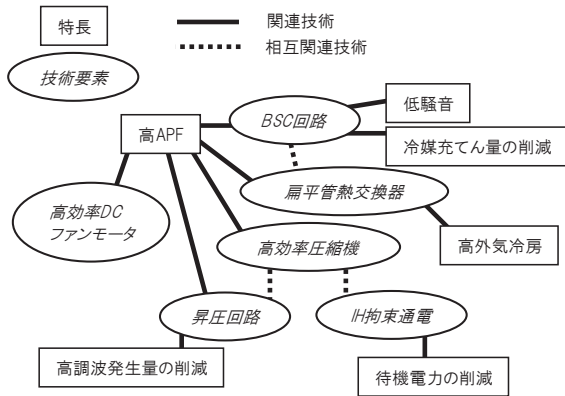 特長
関連技術
相互関連技術
技術要素
BSC回路
低騒音
高APF
冷媒充てん量の削減
扁平管熱交換器
高効率DC
ファンモータ
高効率圧縮機
高外気冷房
昇圧回路
IH拘束通電
高調波発生量の削減
待機電力の削減